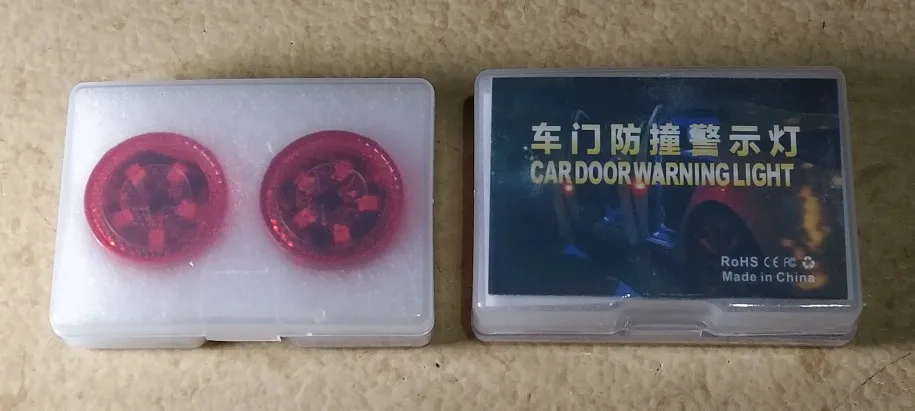 车门防撞警示灯
CAR DOOR WARNING LIGHT
RoHS CE FC
Made in China